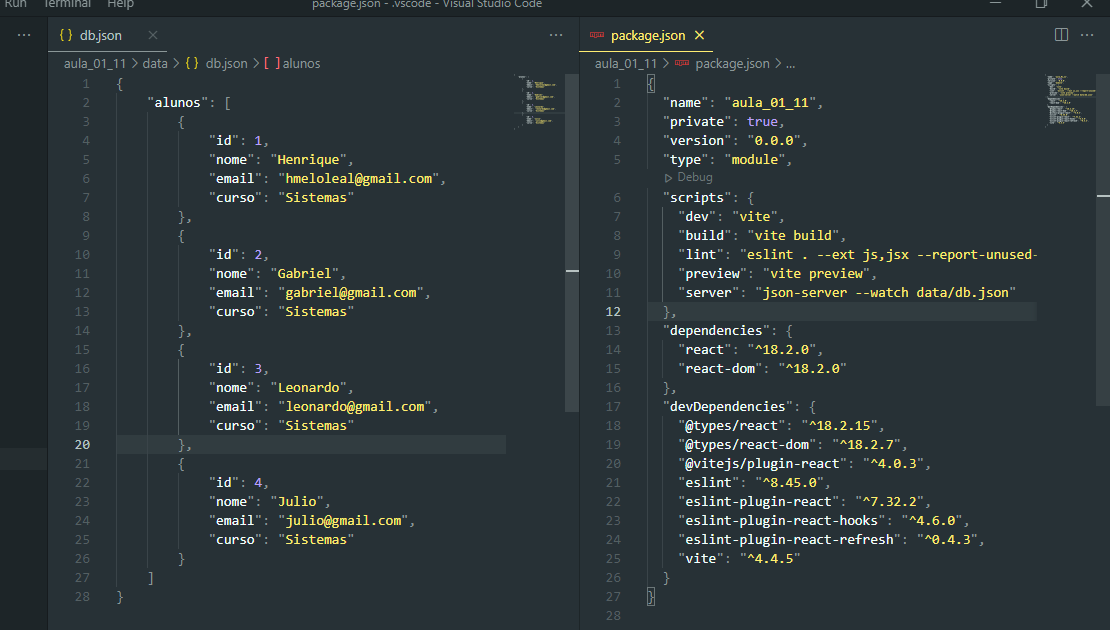 Run Terminal Help package.json - .vscode - Visual Studio Code
db.json
aula_01_11 > data > {} db.json > [ ] alunos
1 {
2 "alunos": [
3 {
4 "id": 1,
5 "nome": "Henrique",
6 "email": "hmeloleal@gmail.com",
7 "curso": "Sistemas"
8 },
9 {
10 "id": 2,
11 "nome": "Gabriel",
12 "email": "gabriel@gmail.com",
13 "curso": "Sistemas"
14 },
15 {
16 "id": 3,
17 "nome": "Leonardo",
18 "email": "leonardo@gmail.com",
19 "curso": "Sistemas"
20 },
21 {
22 "id": 4,
23 "nome": "Julio",
24 "email": "julio@gmail.com",
25 "curso": "Sistemas"
26 }
27 ]
28 }
package.json
aula_01_11 > package.json > ...
1 {
2 "name": "aula_01_11",
3 "private": true,
4 "version": "0.0.0",
5 "type": "module",
Debug
6 "scripts": {
7 "dev": "vite",
8 "build": "vite build",
9 "lint": "eslint . --ext js,jsx --report-unused-
10 "preview": "vite preview",
11 "server": "json-server --watch data/db.json"
12 },
13 "dependencies": {
14 "react": "^18.2.0",
15 "react-dom": "^18.2.0"
16 },
17 "devDependencies": {
18 "@types/react": "^18.2.15",
19 "@types/react-dom": "^18.2.7",
20 "@vitejs/plugin-react": "^4.0.3",
21 "eslint": "^8.45.0",
22 "eslint-plugin-react": "^7.32.2",
23 "eslint-plugin-react-hooks": "^4.6.0",
24 "eslint-plugin-react-refresh": "^0.4.3",
25 "vite": "^4.4.5"
26 }
27 }
28